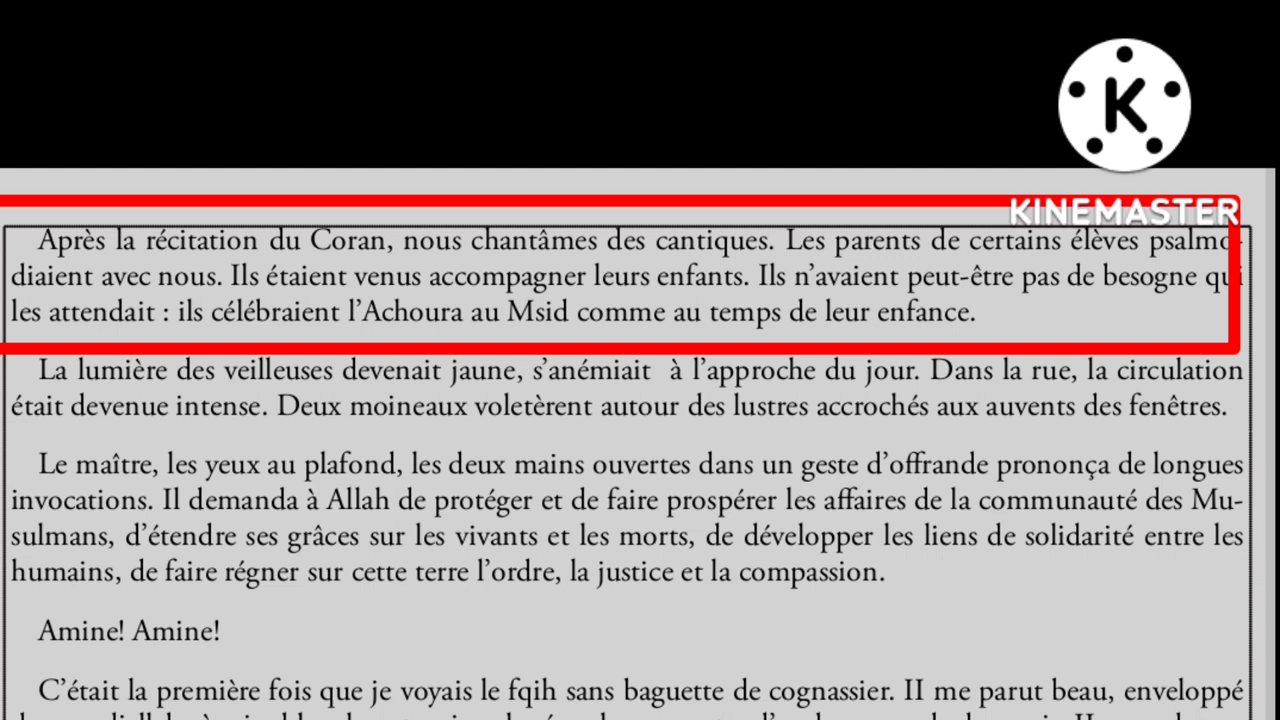 K
KINEMASTER
Après la récitation du Coran, nous chantâmes des cantiques. Les parents de certains élèves psalmo-
diaient avec nous. Ils étaient venus accompagner leurs enfants. Ils n’avaient peut-être pas de besogne qui
les attendait : ils célébraient l’Achoura au Msid comme au temps de leur enfance.
La lumière des veilleuses devenait jaune, s’anémiait à l’approche du jour. Dans la rue, la circulation
était devenue intense. Deux moineaux voletèrent autour des lustres accrochés aux auvents des fenêtres.
Le maître, les yeux au plafond, les deux mains ouvertes dans un geste d’offrande prononça de longues
invocations. Il demanda à Allah de protéger et de faire prospérer les affaires de la communauté des Mu-
sulmans, d’étendre ses grâces sur les vivants et les morts, de développer les liens de solidarité entre les
humains, de faire régner sur cette terre l’ordre, la justice et la compassion.
Amine! Amine!
C’était la première fois que je voyais le fqih sans baguette de cognassier. II me parut beau, enveloppé